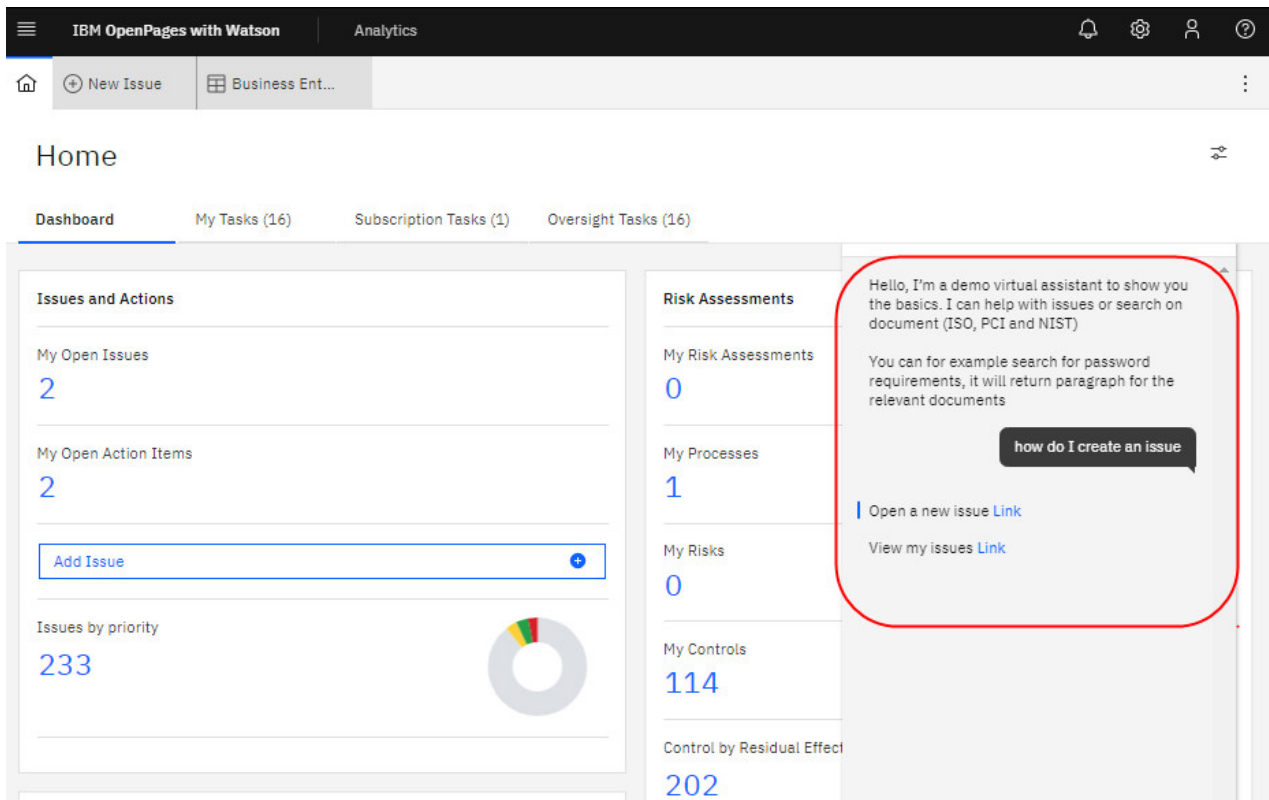 IBM OpenPages with Watson
Analytics
New Issue
Business Ent...
Home
Dashboard
My Tasks (16)
Subscription Tasks (1)
Oversight Tasks (16)
Issues and Actions
My Open Issues
2
My Open Action Items
2
Add Issue
Issues by priority
233
Risk Assessments
My Risk Assessments
0
My Processes
1
My Risks
0
My Controls
114
Control by Residual Effect
202
Hello, I'm a demo virtual assistant to show you
the basics. I can help with issues or search on
document (ISO, PCI and NIST)
You can for example search for password
requirements, it will return paragraph for the
relevant documents
how do I create an issue
Open a new issue Link
View my issues Link